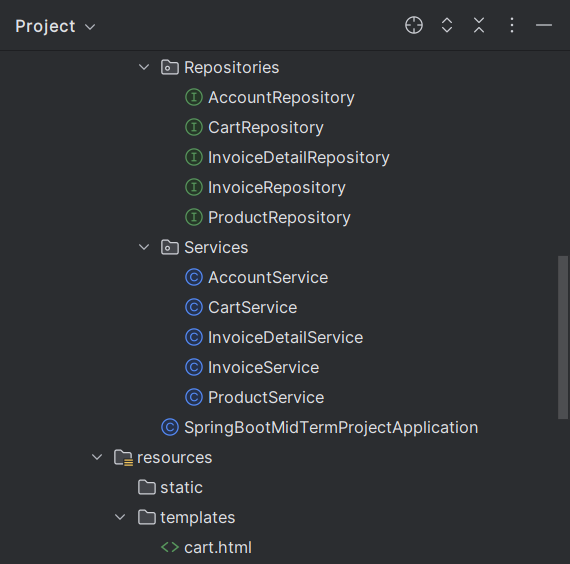 Project
Repositories
AccountRepository
CartRepository
InvoiceDetailRepository
InvoiceRepository
ProductRepository
Services
AccountService
CartService
InvoiceDetailService
InvoiceService
ProductService
SpringBootMidTermProjectApplication
resources
static
templates
cart.html